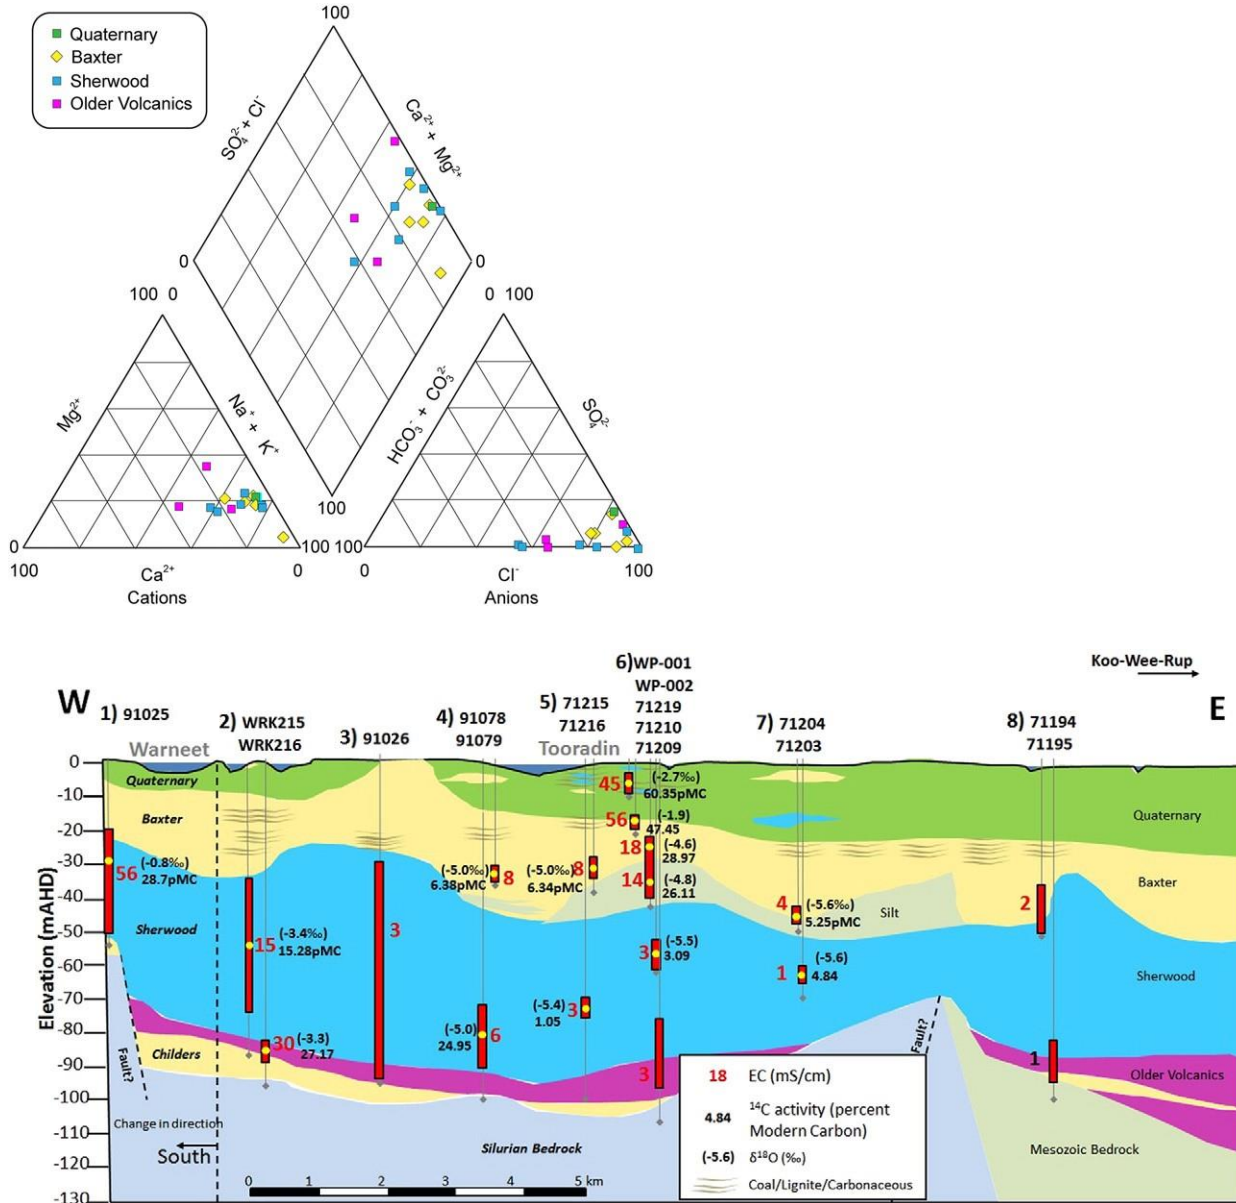 Quaternary
Baxter
Sherwood
Older Volcanics
100
SO₄²⁻ + Cl⁻
Ca²⁺ + Mg²⁺
0
0
100 0
0 100
100
Mg²⁺
Na⁺ + K⁺
HCO₃⁻ + CO₃²⁻
SO₄²⁻
0
100
100
100
0
0
100
Ca²⁺
Cations
Cl⁻
Anions
W
E
Koo-Wee-Rup
1) 91025
2) WRK215
WRK216
3) 91026
4) 91078
91079
5) 71215
71216
6) WP-001
WP-002
71219
71210
71209
7) 71204
71203
8) 71194
71195
Warneet
Tooradin
Elevation (mAHD)
0
-10
-20
-30
-40
-50
-60
-70
-80
-90
-100
-110
-120
-130
Quaternary
Baxter
Sherwood
Childers
56 (-0.8‰)
28.7pMC
15 (-3.4‰)
15.28pMC
30 (-3.3)
27.17
3
(-5.0‰) 8
6.38pMC
(-5.0) 6
24.95
(-5.0‰) 8
6.34pMC
(-5.4) 3
1.05
45 (-2.7‰)
60.35pMC
56 (-1.9)
47.45
18 (-4.6)
28.97
14 (-4.8)
26.11
3 (-5.5)
3.09
3
4 (-5.6‰)
5.25pMC
1 (-5.6)
4.84
2
1
Silt
Quaternary
Baxter
Sherwood
Older Volcanics
Mesozoic Bedrock
Silurian Bedrock
Fault?
Fault?
Change in direction
South
0 1 2 3 4 5 km
18 EC (mS/cm)
4.84 ¹⁴C activity (percent
Modern Carbon)
(-5.6) δ¹⁸O (‰)
Coal/Lignite/Carbonaceous